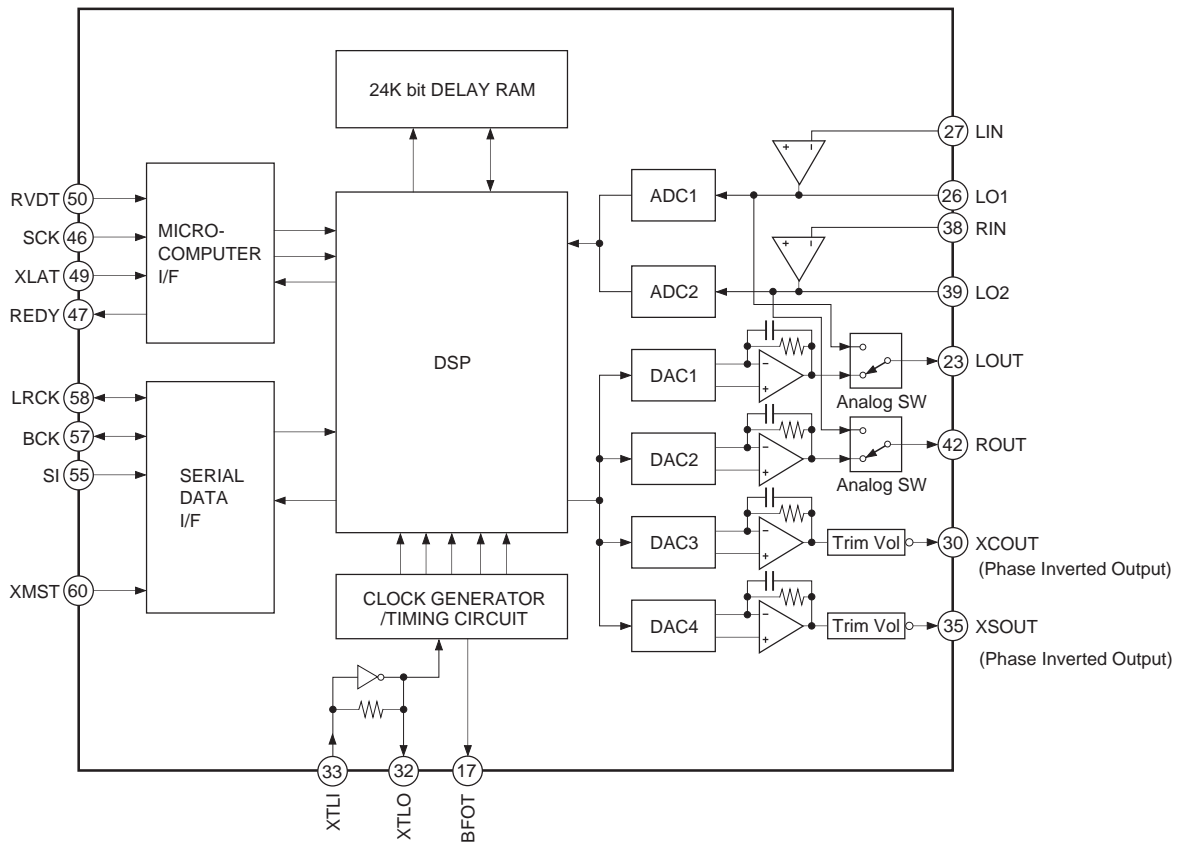 24K bit DELAY RAM
RVDT 50
SCK 46
XLAT 49
REDY 47
MICRO-
COMPUTER
I/F
LRCK 58
BCK 57
SI 55
XMST 60
SERIAL
DATA
I/F
DSP
CLOCK GENERATOR
/TIMING CIRCUIT
33 XTLI
32 XTLO
17 BFOT
ADC1
ADC2
DAC1
DAC2
DAC3
DAC4
+ −
+ −
−
+
−
+
−
+
−
+
Analog SW
Analog SW
Trim Vol
Trim Vol
27 LIN
26 LO1
38 RIN
39 LO2
23 LOUT
42 ROUT
30 XCOUT
(Phase Inverted Output)
35 XSOUT
(Phase Inverted Output)